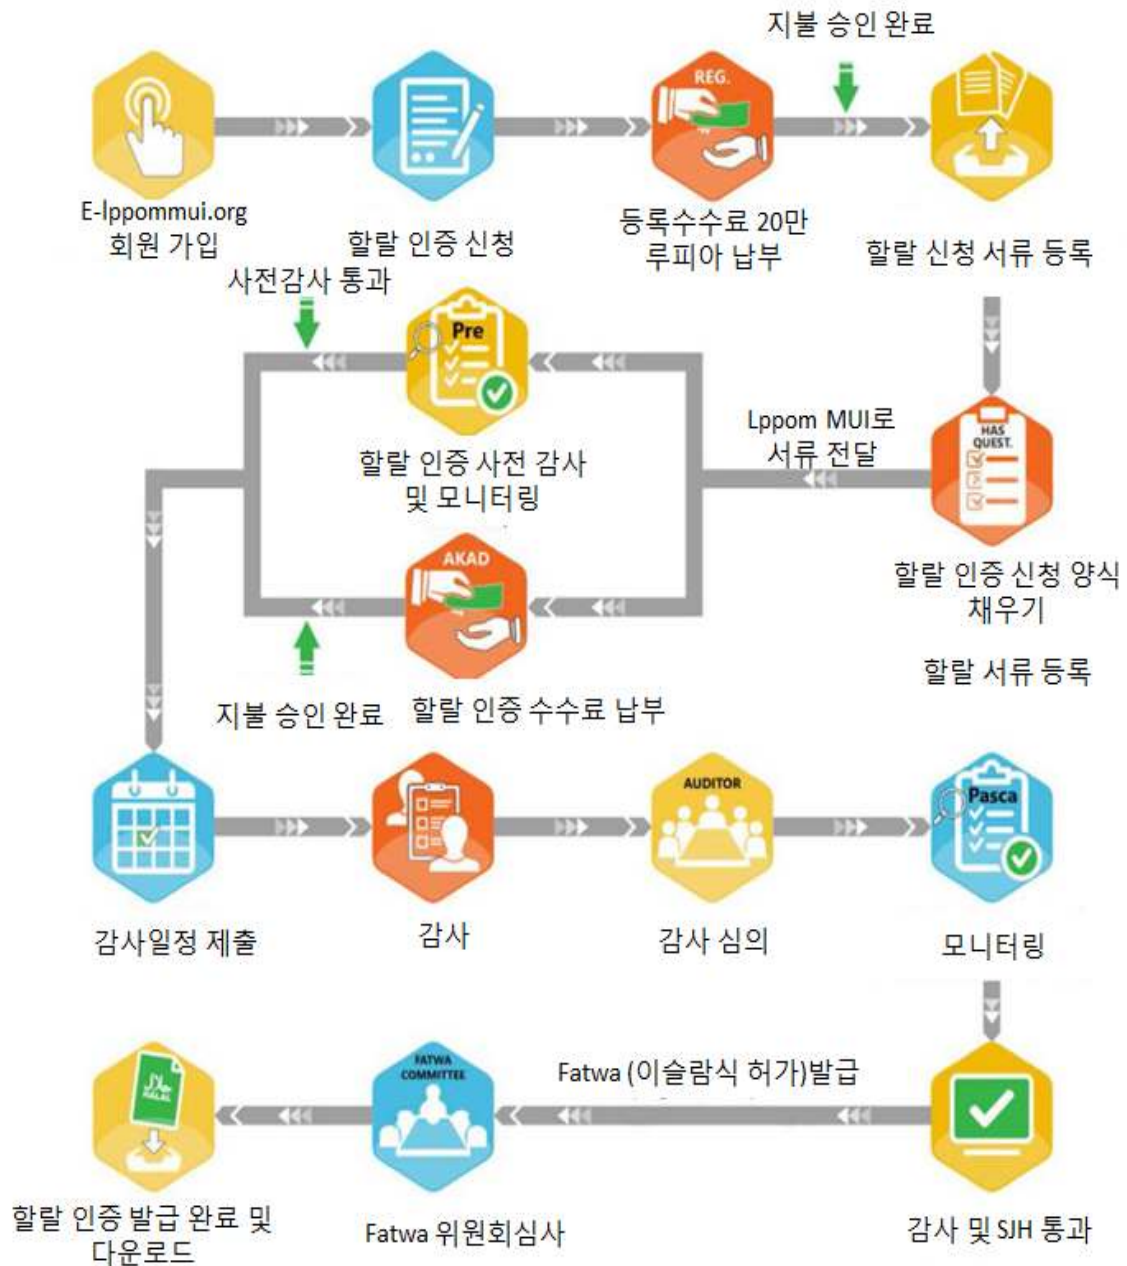 지불 승인 완료
REG.
E-lppommui.org
회원 가입
할랄 인증 신청
등록수수료 20만
루피아 납부
할랄 신청 서류 등록
사전감사 통과
Pre
할랄 인증 사전 감사
및 모니터링
Lppom MUI로
서류 전달
HAS
QUEST.
할랄 인증 신청 양식
채우기
할랄 서류 등록
AKAD
지불 승인 완료
할랄 인증 수수료 납부
감사일정 제출
감사
AUDITOR
감사 심의
Pasca
모니터링
Fatwa (이슬람식 허가)발급
HALAL
할랄 인증 발급 완료 및
다운로드
FATWA
COMMITTEE
Fatwa 위원회심사
감사 및 SJH 통과